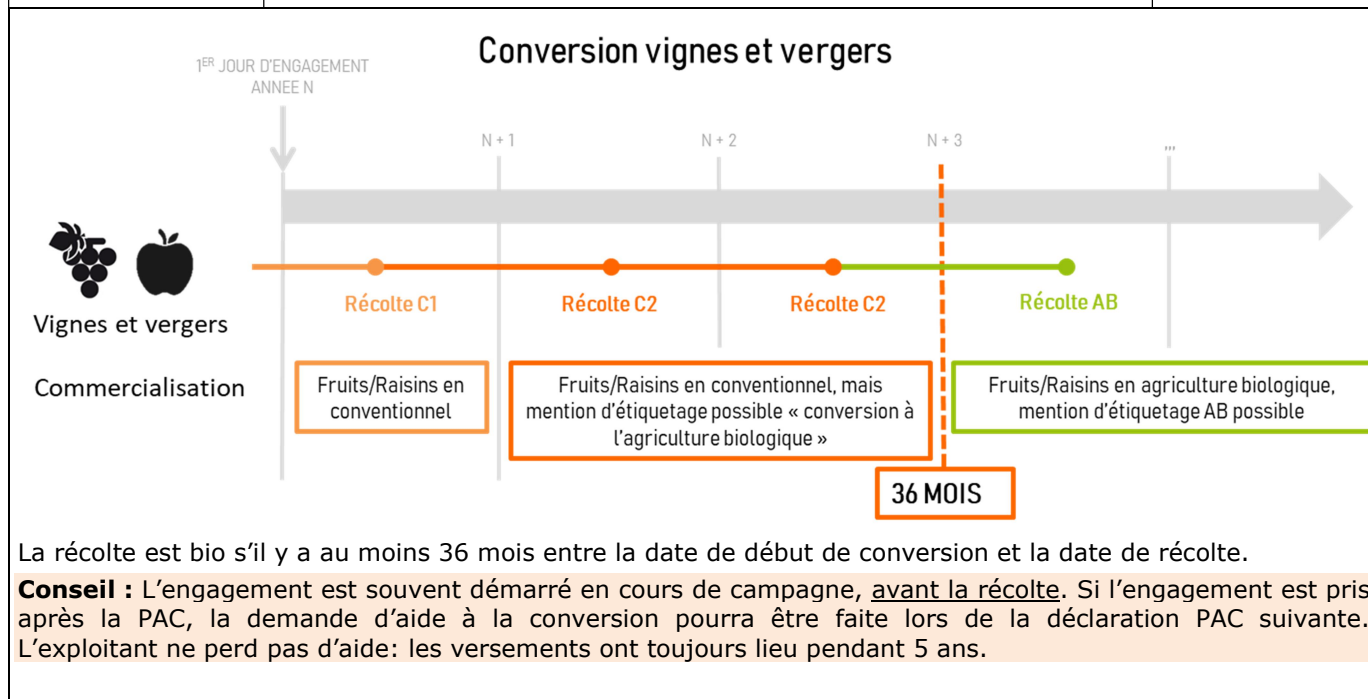 Conversion vignes et vergers
1ER JOUR D'ENGAGEMENT
ANNEE N
N + 1
N + 2
N + 3
,,,
Récolte C1
Récolte C2
Récolte C2
Récolte AB
Vignes et vergers
Commercialisation
Fruits/Raisins en
conventionnel
Fruits/Raisins en conventionnel, mais
mention d'étiquetage possible « conversion à
l'agriculture biologique »
Fruits/Raisins en agriculture biologique,
mention d'étiquetage AB possible
36 MOIS
La récolte est bio s'il y a au moins 36 mois entre la date de début de conversion et la date de récolte.
Conseil : L'engagement est souvent démarré en cours de campagne, avant la récolte. Si l'engagement est pris
après la PAC, la demande d'aide à la conversion pourra être faite lors de la déclaration PAC suivante.
L'exploitant ne perd pas d'aide: les versements ont toujours lieu pendant 5 ans.